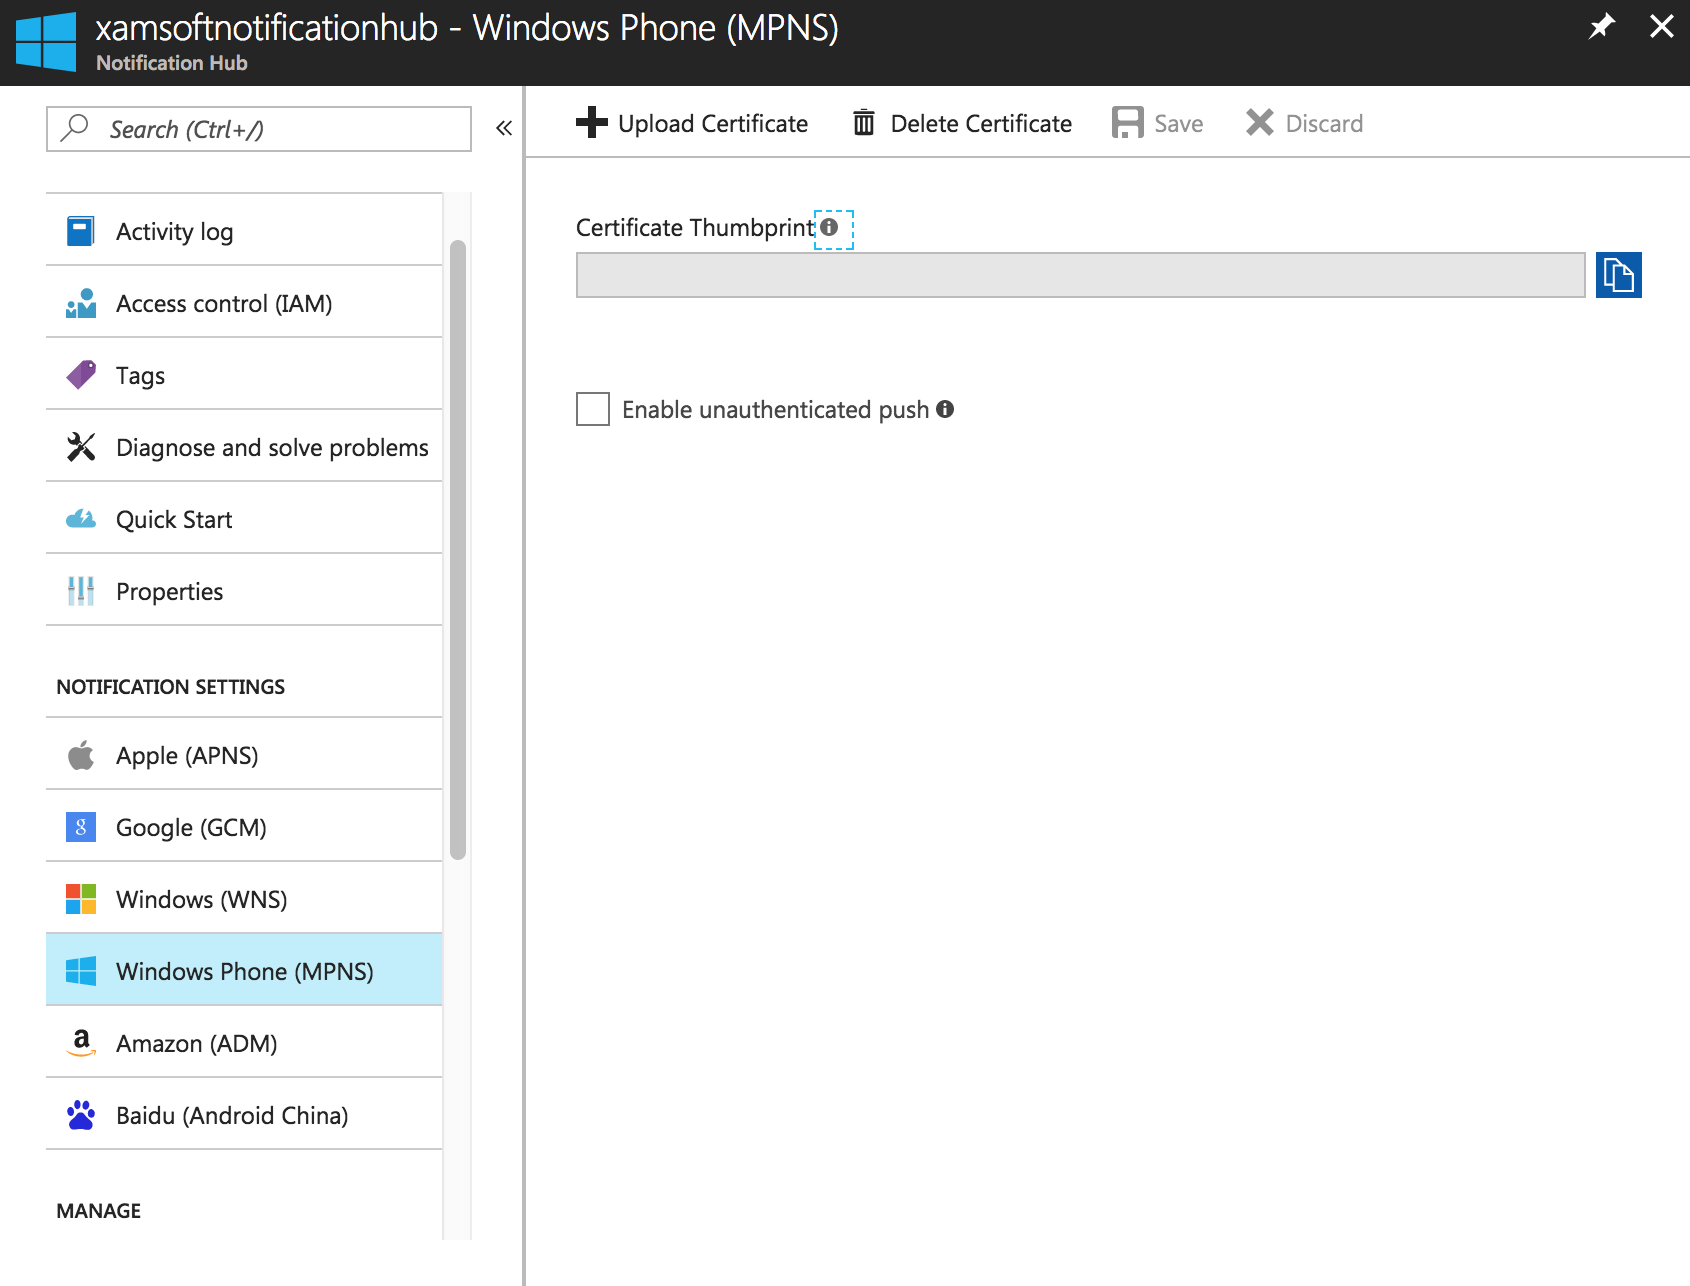 xamsoftnotificationhub - Windows Phone (MPNS)
Notification Hub
Search (Ctrl+/)
«
Activity log
Access control (IAM)
Tags
Diagnose and solve problems
Quick Start
Properties
NOTIFICATION SETTINGS
Apple (APNS)
Google (GCM)
Windows (WNS)
Windows Phone (MPNS)
Amazon (ADM)
Baidu (Android China)
MANAGE
Upload Certificate
Delete Certificate
Save
Discard
Certificate Thumbprint
Enable unauthenticated push